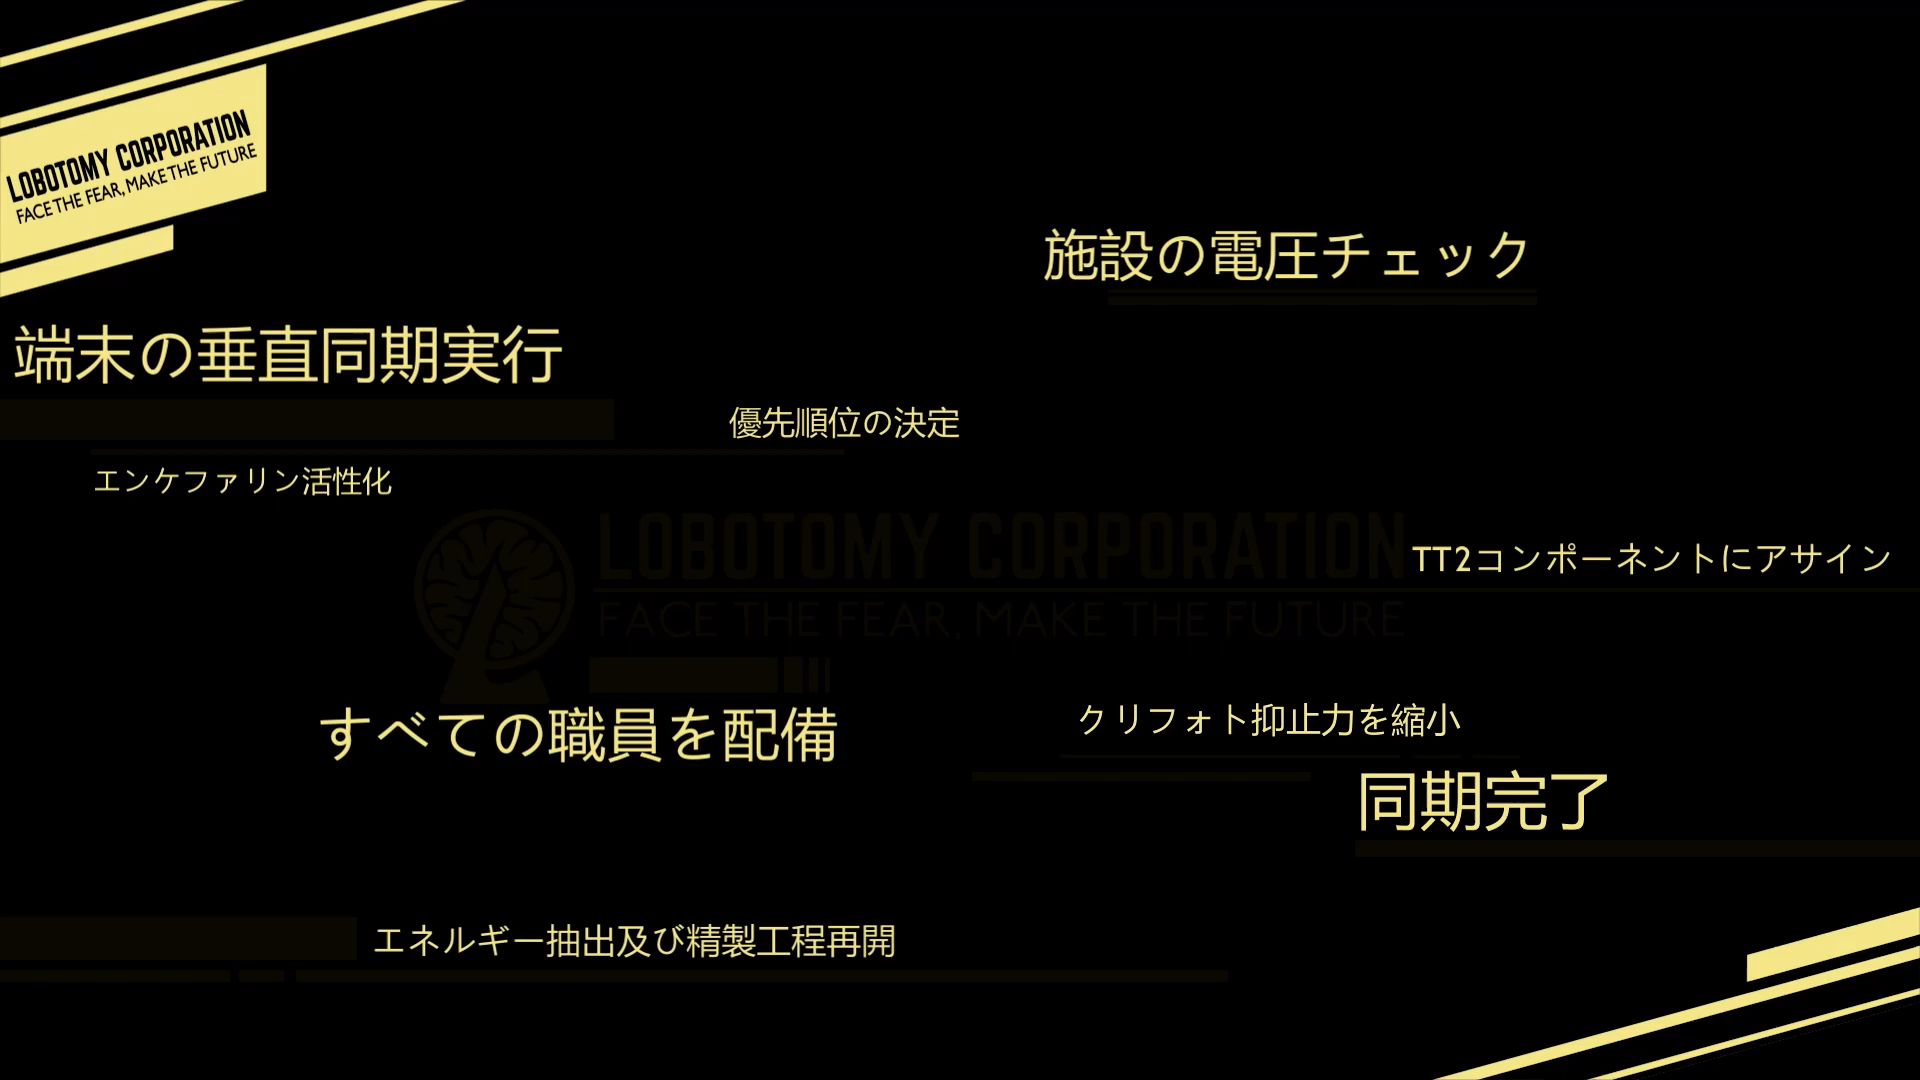 LOBOTOMY CORPORATION
FACE THE FEAR, MAKE THE FUTURE
施設の電圧チェック
端末の垂直同期実行
優先順位の決定
エンケファリン活性化
LOBOTOMY CORPORATION
FACE THE FEAR, MAKE THE FUTURE
TT2コンポーネントにアサイン
すべての職員を配備
クリフォト抑止力を縮小
同期完了
エネルギー抽出及び精製工程再開